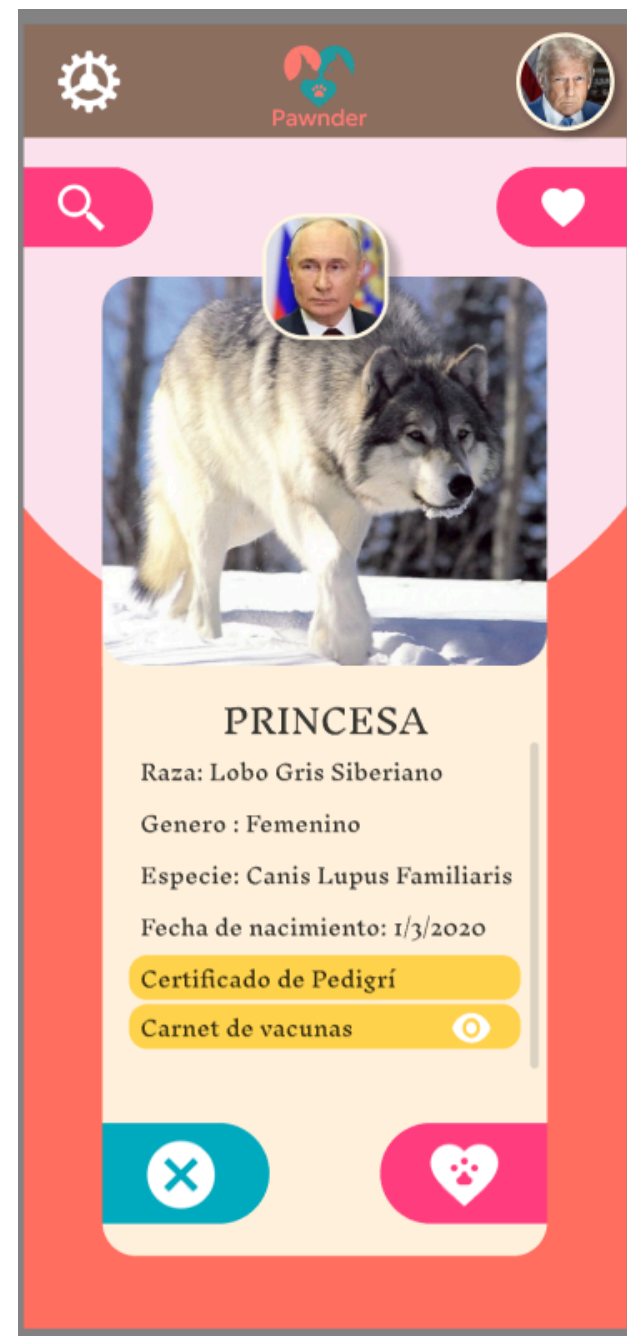 Pawnder
PRINCESA
Raza: Lobo Gris Siberiano
Genero : Femenino
Especie: Canis Lupus Familiaris
Fecha de nacimiento: 1/3/2020
Certificado de Pedigrí
Carnet de vacunas